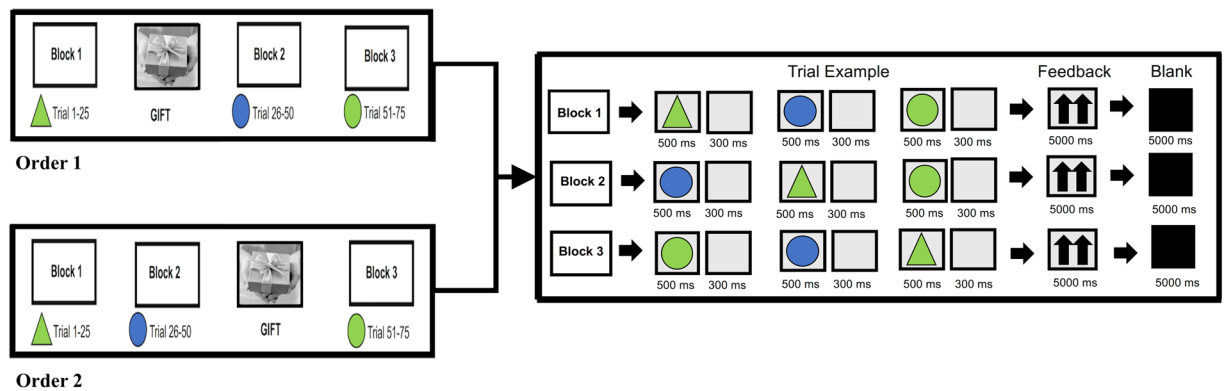 Block 1
Block 2
Block 3
Trial 1-25
GIFT
Trial 26-50
Trial 51-75
Order 1
Block 1
Block 2
Block 3
Trial 1-25
Trial 26-50
GIFT
Trial 51-75
Order 2
Trial Example Feedback Blank
Block 1
500 ms 300 ms 500 ms 300 ms 500 ms 300 ms 5000 ms 5000 ms
Block 2
500 ms 300 ms 500 ms 300 ms 500 ms 300 ms 5000 ms 5000 ms
Block 3
500 ms 300 ms 500 ms 300 ms 500 ms 300 ms 5000 ms 5000 ms